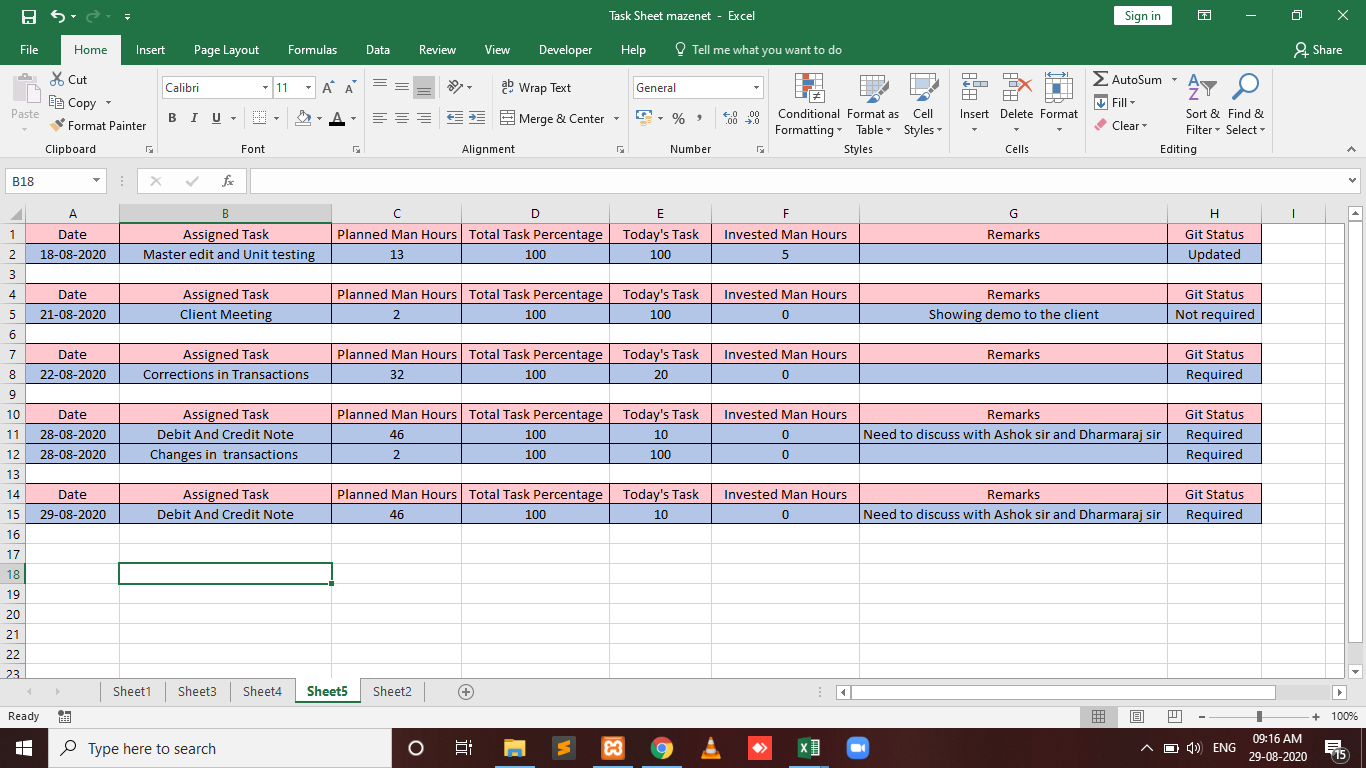 Task Sheet mazenet - Excel
Sign in
File Home Insert Page Layout Formulas Data Review View Developer Help Tell me what you want to do Share
Paste Cut Copy Format Painter
Clipboard
Calibri 11 A A
B I U A
Font
ab Wrap Text
Merge & Center
Alignment
General
% , .0 .00 .00 .0
Number
Conditional Formatting Format as Table Cell Styles
Styles
Insert Delete Format
Cells
AutoSum Fill Clear Sort & Filter Find & Select
Editing
B18 fx
A B C D E F G H I
1 Date Assigned Task Planned Man Hours Total Task Percentage Today's Task Invested Man Hours Remarks Git Status
2 18-08-2020 Master edit and Unit testing 13 100 100 5 Updated
3
4 Date Assigned Task Planned Man Hours Total Task Percentage Today's Task Invested Man Hours Remarks Git Status
5 21-08-2020 Client Meeting 2 100 100 0 Showing demo to the client Not required
6
7 Date Assigned Task Planned Man Hours Total Task Percentage Today's Task Invested Man Hours Remarks Git Status
8 22-08-2020 Corrections in Transactions 32 100 20 0 Required
9
10 Date Assigned Task Planned Man Hours Total Task Percentage Today's Task Invested Man Hours Remarks Git Status
11 28-08-2020 Debit And Credit Note 46 100 10 0 Need to discuss with Ashok sir and Dharmaraj sir Required
12 28-08-2020 Changes in transactions 2 100 100 0 Required
13
14 Date Assigned Task Planned Man Hours Total Task Percentage Today's Task Invested Man Hours Remarks Git Status
15 29-08-2020 Debit And Credit Note 46 100 10 0 Need to discuss with Ashok sir and Dharmaraj sir Required
16
17
18
19
20
21
22
23
Sheet1 Sheet3 Sheet4 Sheet5 Sheet2
Ready 100%
Type here to search
ENG
09:16 AM
29-08-2020
15